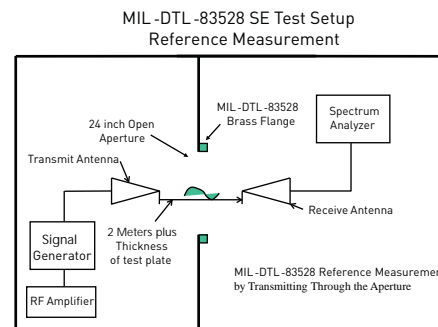 MIL-DTL-83528 SE Test Setup
Reference Measurement
24 inch Open
Aperture
MIL-DTL-83528
Brass Flange
Spectrum
Analyzer
Transmit Antenna
Receive Antenna
2 Meters plus
Thickness
of test plate
Signal
Generator
RF Amplifier
MIL-DTL-83528 Reference Measurement
by Transmitting Through the Aperture